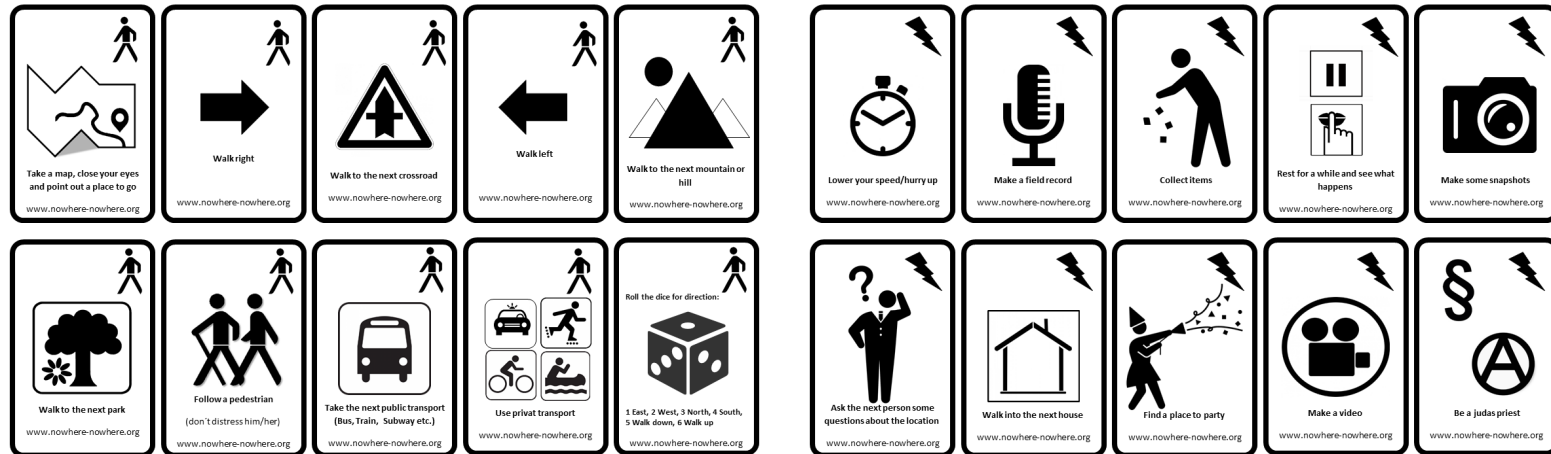 Take a map, close your eyes
and point out a place to go
www.nowhere-nowhere.org
Walk right
www.nowhere-nowhere.org
Walk to the next crossroad
www.nowhere-nowhere.org
Walk left
www.nowhere-nowhere.org
Walk to the next mountain or
hill
www.nowhere-nowhere.org
Lower your speed/hurry up
www.nowhere-nowhere.org
Make a field record
www.nowhere-nowhere.org
Collect items
www.nowhere-nowhere.org
Rest for a while and see what
happens
www.nowhere-nowhere.org
Make some snapshots
www.nowhere-nowhere.org
Walk to the next park
www.nowhere-nowhere.org
Follow a pedestrian
(don´t distress him/her)
www.nowhere-nowhere.org
Take the next public transport
(Bus, Train, Subway etc.)
www.nowhere-nowhere.org
Use privat transport
www.nowhere-nowhere.org
Roll the dice for direction:
1 East, 2 West, 3 North, 4 South,
5 Walk down, 6 Walk up
www.nowhere-nowhere.org
?
Ask the next person some
questions about the location
www.nowhere-nowhere.org
Walk into the next house
www.nowhere-nowhere.org
Find a place to party
www.nowhere-nowhere.org
Make a video
www.nowhere-nowhere.org
§
A
Be a judas priest
www.nowhere-nowhere.org